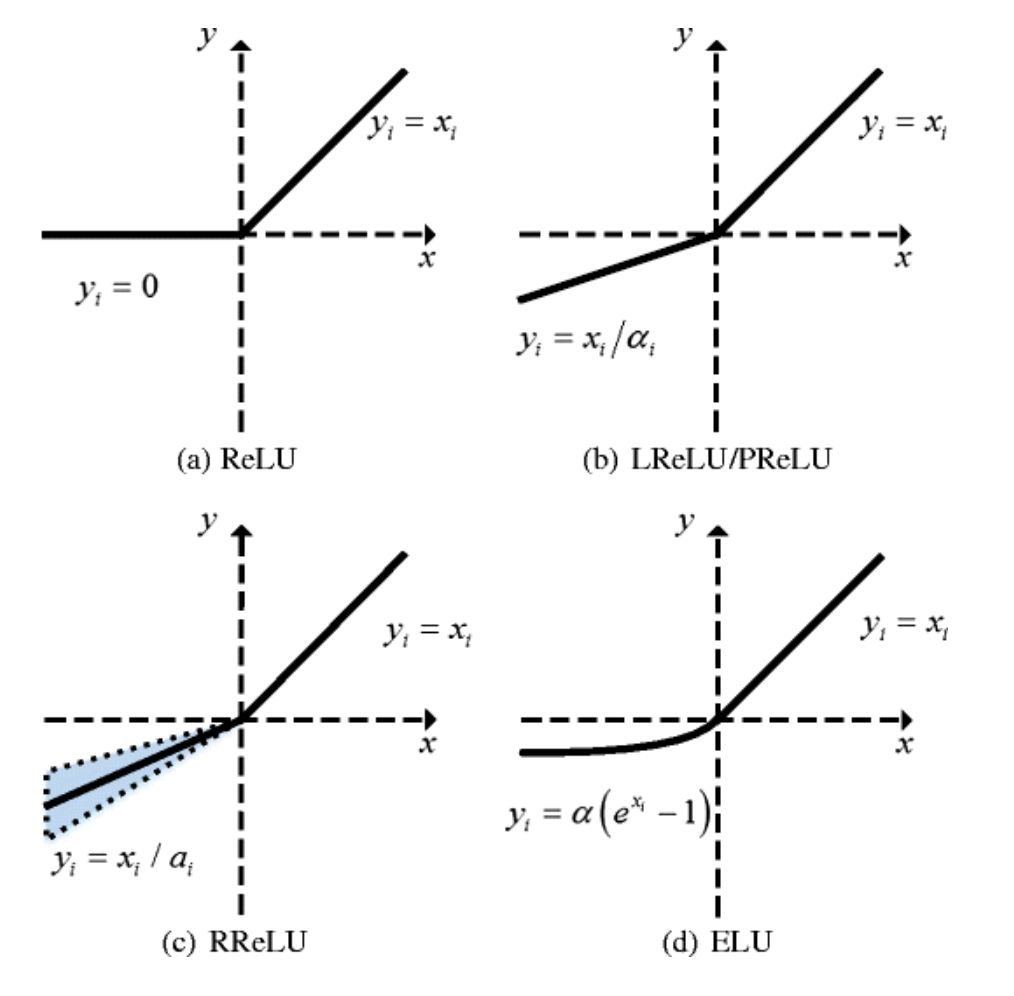 y
y
y_i = x_i
y_i = x_i
x
x
y_i = 0
y_i = x_i/α_i
(a) ReLU
(b) LReLU/PReLU
y
y
y_i = x_i
y_i = x_i
x
x
y_i = α(e^{x_i} − 1)
y_i = x_i / a_i
(c) RReLU
(d) ELU